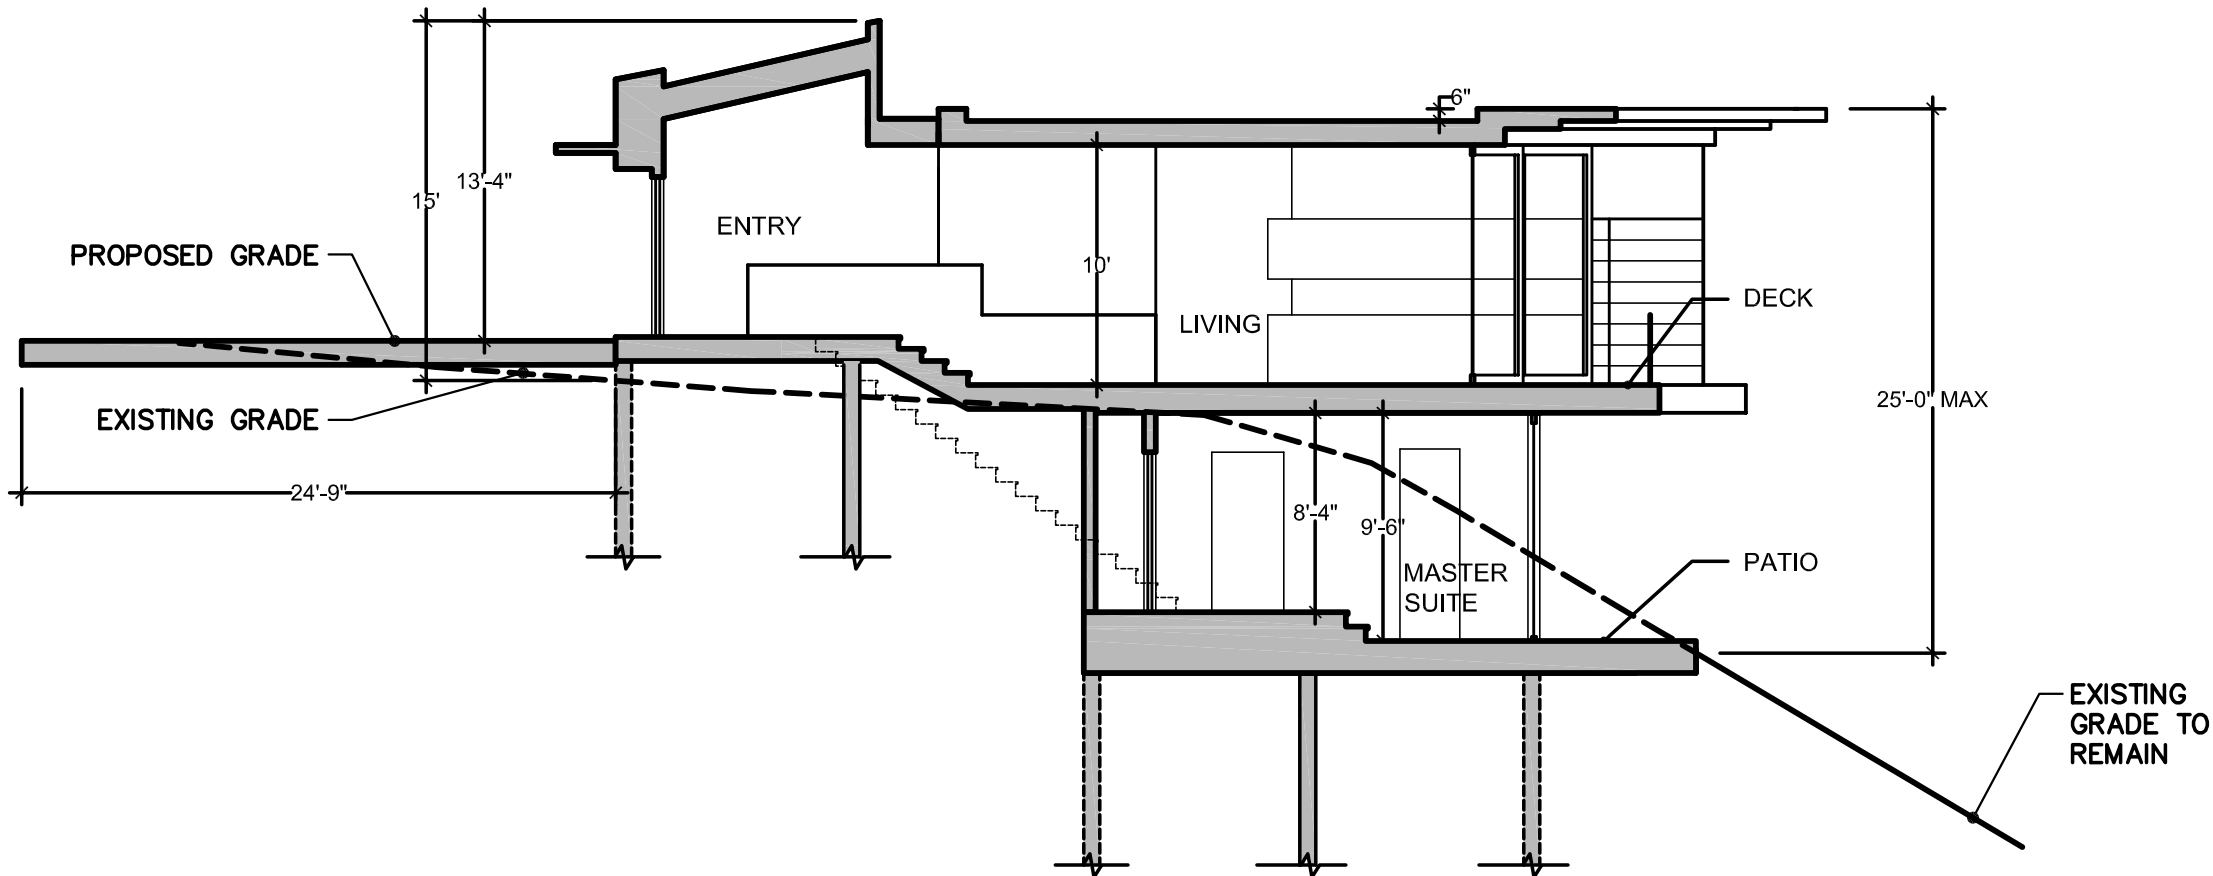 6"
13'-4"
15'
ENTRY
PROPOSED GRADE
10'
DECK
LIVING
25'-0" MAX
EXISTING GRADE
24'-9"
8'-4"
9'-6"
MASTER
SUITE
PATIO
EXISTING
GRADE TO
REMAIN